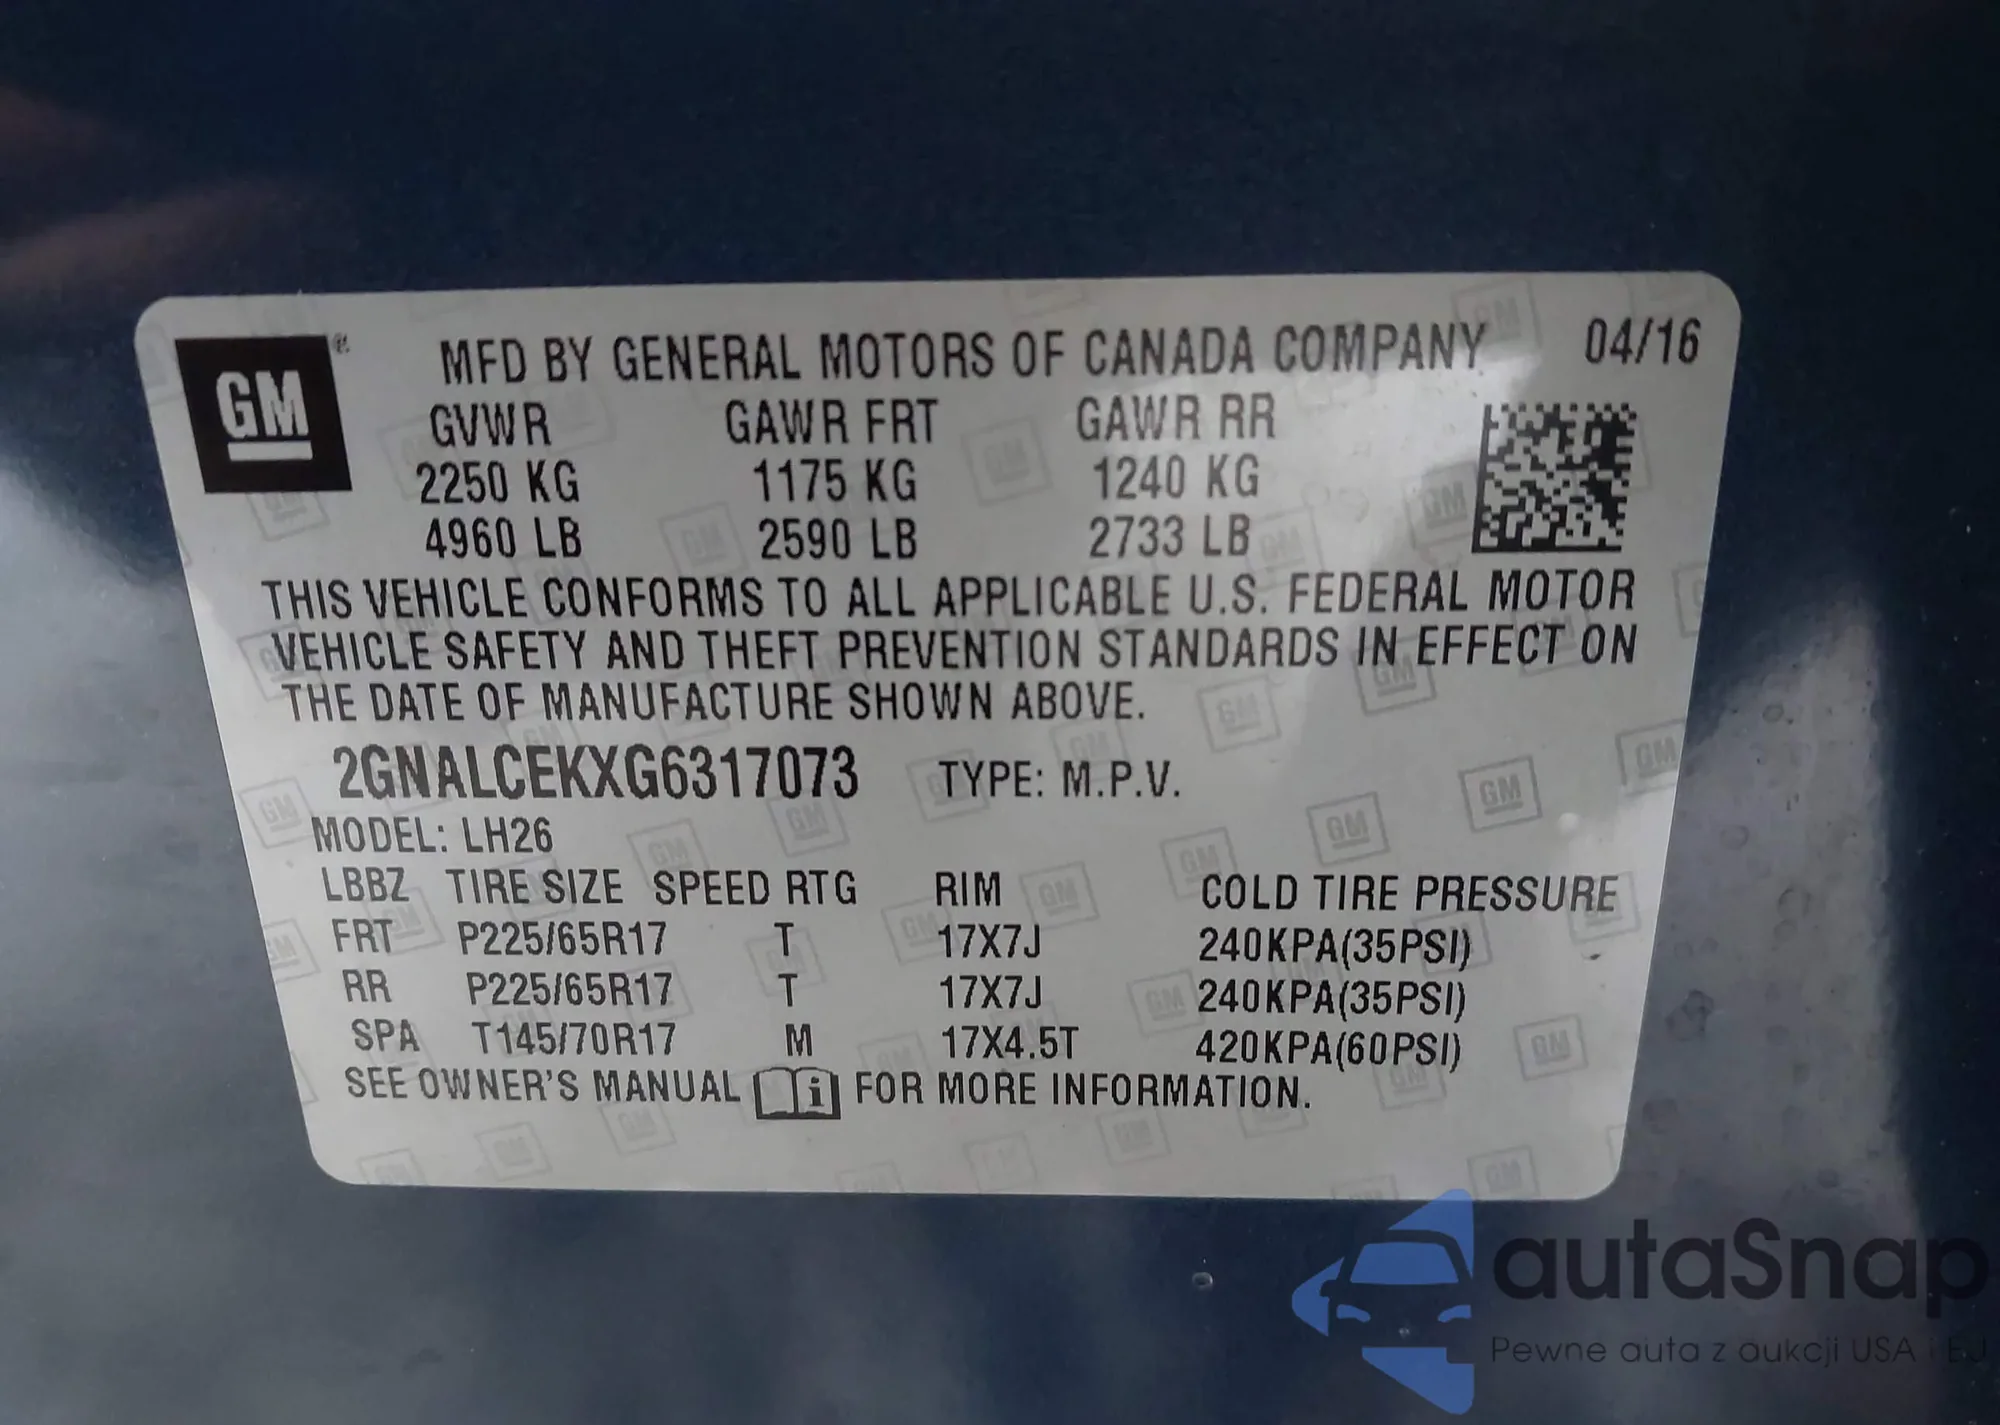 GM ®
MFD BY GENERAL MOTORS OF CANADA COMPANY 04/16
GVWR GAWR FRT GAWR RR
2250 KG 1175 KG 1240 KG
4960 LB 2590 LB 2733 LB
THIS VEHICLE CONFORMS TO ALL APPLICABLE U.S. FEDERAL MOTOR
VEHICLE SAFETY AND THEFT PREVENTION STANDARDS IN EFFECT ON
THE DATE OF MANUFACTURE SHOWN ABOVE.
2GNALCEKXG6317073 TYPE: M.P.V.
MODEL: LH26
LBBZ TIRE SIZE SPEED RTG RIM COLD TIRE PRESSURE
FRT P225/65R17 T 17X7J 240KPA(35PSI)
RR P225/65R17 T 17X7J 240KPA(35PSI)
SPA T145/70R17 M 17X4.5T 420KPA(60PSI)
SEE OWNER'S MANUAL i FOR MORE INFORMATION.
autaSnap
Pewne auta z aukcji USA i EU